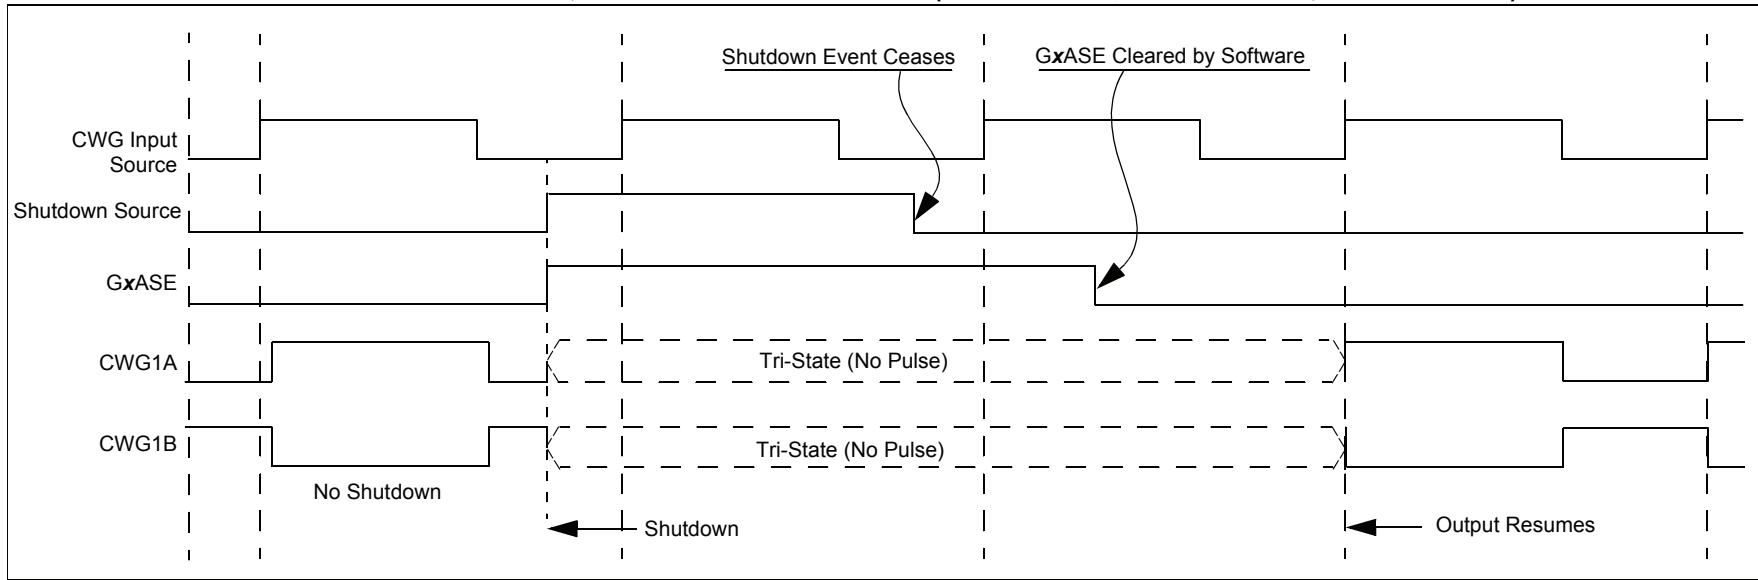 Shutdown Event Ceases
GxASE Cleared by Software
CWG Input
Source
Shutdown Source
GxASE
CWG1A
Tri-State (No Pulse)
CWG1B
Tri-State (No Pulse)
No Shutdown
Shutdown
Output Resumes